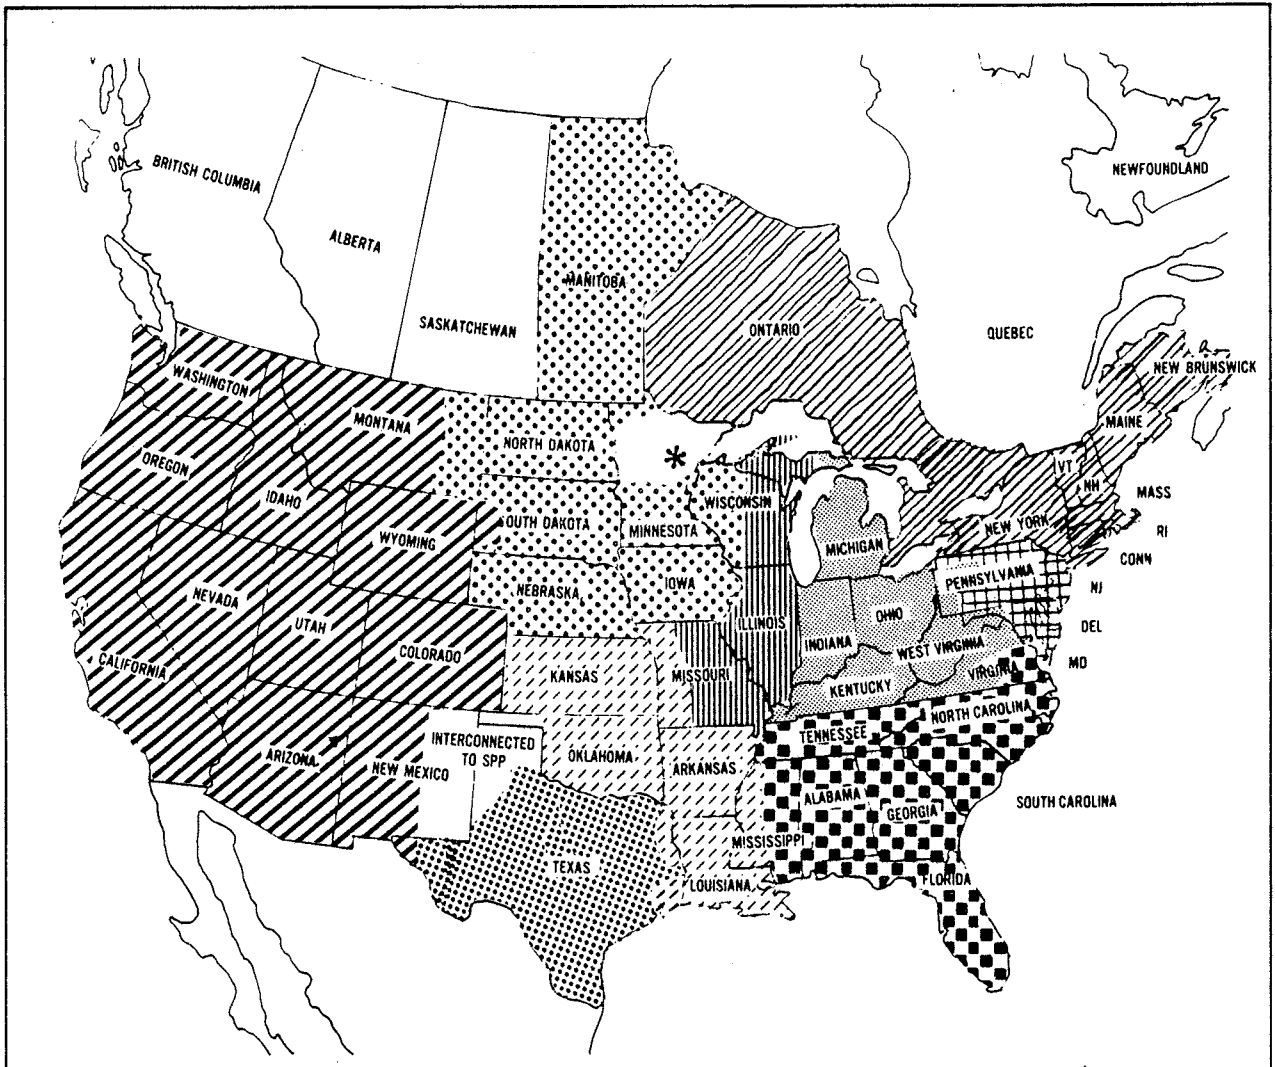 NEWFOUNDLAND
BRITISH COLUMBIA
ALBERTA
MANITOBA
SASKATCHEWAN
ONTARIO
QUEBEC
NEW BRUNSWICK
WASHINGTON
MONTANA
NORTH DAKOTA
MAINE
OREGON
IDAHO
*
VT
NH
MASS
WISCONSIN
SOUTH DAKOTA
MINNESOTA
NEW YORK
RI
WYOMING
MICHIGAN
CONN
PENNSYLVANIA
NEVADA
NEBRASKA
IOWA
NJ
UTAH
ILLINOIS
INDIANA
OHIO
DEL
CALIFORNIA
COLORADO
KANSAS
MISSOURI
WEST VIRGINIA
VIRGINIA
MD
KENTUCKY
INTERCONNECTED
TO SPP
TENNESSEE
NORTH CAROLINA
ARIZONA
NEW MEXICO
OKLAHOMA
ARKANSAS
ALABAMA
GEORGIA
SOUTH CAROLINA
MISSISSIPPI
TEXAS
LOUISIANA
FLORIDA